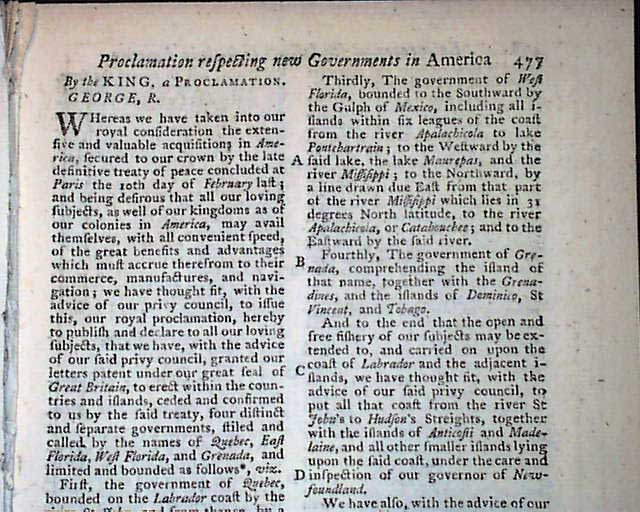 Proclamation reſpecting new Governments in America 477
By the KING, a PROCLAMATION.
GEORGE, R.
WHereas we have taken into our
royal conſideration the exten-
ſive and valuable acquiſitions in Ame-
rica, ſecured to our crown by the late
definitive treaty of peace concluded at
Paris the 10th day of February laſt;
and being deſirous that all our loving
ſubjects, as well of our kingdoms as of
our colonies in America, may avail
themſelves, with all convenient ſpeed,
of the great benefits and advantages
which muſt accrue therefrom to their
commerce, manufactures, and navi-
gation; we have thought fit, with the
advice of our privy council, to iſſue
this, our royal proclamation, hereby
to publiſh and declare to all our loving
ſubjects, that we have, with the advice
of our ſaid privy council, granted our
letters patent under our great ſeal of
Great Britain, to erect within the coun-
tries and iſlands, ceded and confirmed
to us by the ſaid treaty, four diſtinct
and ſeparate governments, ſtiled and
called by the names of Quebec, Eaſt
Florida, Weſt Florida, and Grenada, and
limited and bounded as follows*, viz.
Firſt, the government of Quebec,
bounded on the Labrador coaſt by the
Thirdly, The government of Weſt
Florida, bounded to the Southward by
the Gulph of Mexico, including all i-
ſlands within ſix leagues of the coaſt
from the river Apalachicola to lake
Pontchartrain; to the Weſtward by the
A ſaid lake, the lake Maurepas, and the
river Miſſiſippi; to the Northward, by
a line drawn due Eaſt from that part
of the river Miſſiſippi which lies in 31
degrees North latitude, to the river
Apalachicola, or Catahouchee; and to the
Eaſtward by the ſaid river.
B Fourthly, The government of Gre-
nada, comprehending the iſland of
that name, together with the Grena-
dines, and the iſlands of Dominico, St
Vincent, and Tobago.
And to the end that the open and
free fiſhery of our ſubjects may be ex-
tended to, and carried on upon the
coaſt of Labrador and the adjacent i-
C ſlands, we have thought fit, with the
advice of our ſaid privy council, to
put all that coaſt from the river St
John's to Hudſon's Streights, together
with the iſlands of Anticoſti and Made-
laine, and all other ſmaller iſlands lying
upon the ſaid coaſt, under the care and
D inſpection of our governor of New-
foundland.
We have alſo, with the advice of our